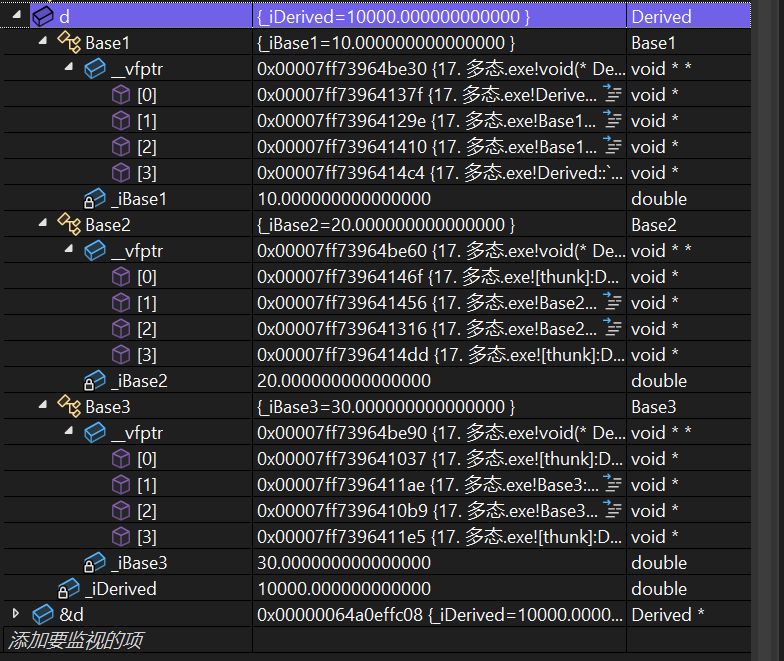 d {_iDerived=10000.000000000000 } Derived
Base1 {_iBase1=10.000000000000000 } Base1
__vfptr 0x00007ff73964be30 {17. 多态.exe!void(* De... void * *
[0] 0x00007ff73964137f {17. 多态.exe!Derive... void *
[1] 0x00007ff73964129e {17. 多态.exe!Base1... void *
[2] 0x00007ff739641410 {17. 多态.exe!Base1... void *
[3] 0x00007ff7396414c4 {17. 多态.exe!Derived::`... void *
_iBase1 10.000000000000000 double
Base2 {_iBase2=20.000000000000000 } Base2
__vfptr 0x00007ff73964be60 {17. 多态.exe!void(* De... void * *
[0] 0x00007ff73964146f {17. 多态.exe![thunk]:D... void *
[1] 0x00007ff739641456 {17. 多态.exe!Base2... void *
[2] 0x00007ff739641316 {17. 多态.exe!Base2... void *
[3] 0x00007ff7396414dd {17. 多态.exe![thunk]:D... void *
_iBase2 20.000000000000000 double
Base3 {_iBase3=30.000000000000000 } Base3
__vfptr 0x00007ff73964be90 {17. 多态.exe!void(* De... void * *
[0] 0x00007ff739641037 {17. 多态.exe![thunk]:D... void *
[1] 0x00007ff7396411ae {17. 多态.exe!Base3:... void *
[2] 0x00007ff7396410b9 {17. 多态.exe!Base3... void *
[3] 0x00007ff7396411e5 {17. 多态.exe![thunk]:D... void *
_iBase3 30.000000000000000 double
_iDerived 10000.000000000000 double
&d 0x00000064a0effc08 {_iDerived=10000.0000... Derived *
添加要监视的项